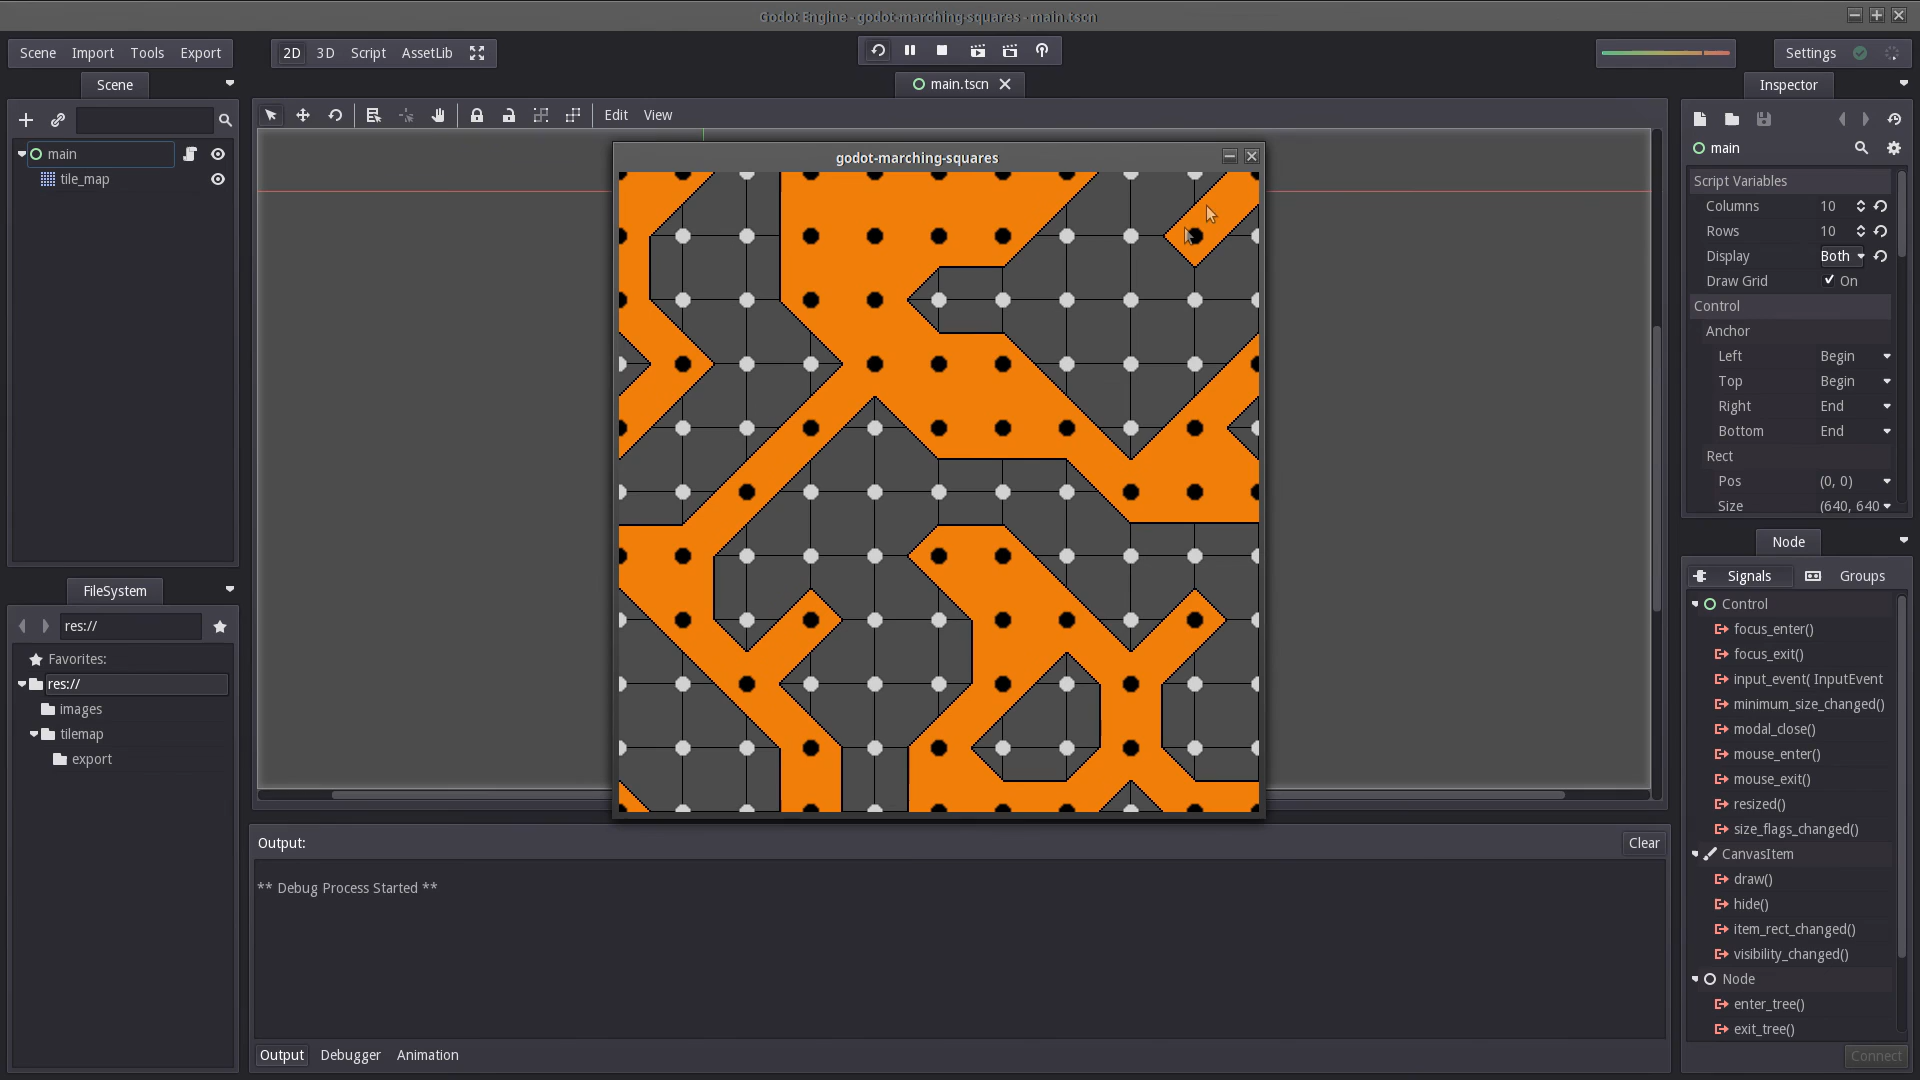 Godot Engine - godot-marching-squares - main.tscn
Scene Import Tools Export
2D 3D Script AssetLib
Settings
Scene
main.tscn
Inspector
Edit View
main
tile_map
godot-marching-squares
main
Script Variables
Columns 10
Rows 10
Display Both
Draw Grid On
Control
Anchor
Left Begin
Top Begin
Right End
Bottom End
Rect
Pos (0, 0)
Size (640, 640
FileSystem
res://
Favorites:
res://
images
tilemap
export
Node
Signals Groups
Control
focus_enter()
focus_exit()
input_event( InputEvent
minimum_size_changed()
modal_close()
mouse_enter()
mouse_exit()
resized()
size_flags_changed()
CanvasItem
draw()
hide()
item_rect_changed()
visibility_changed()
Node
enter_tree()
exit_tree()
Connect
Output:
Clear
** Debug Process Started **
Output Debugger Animation